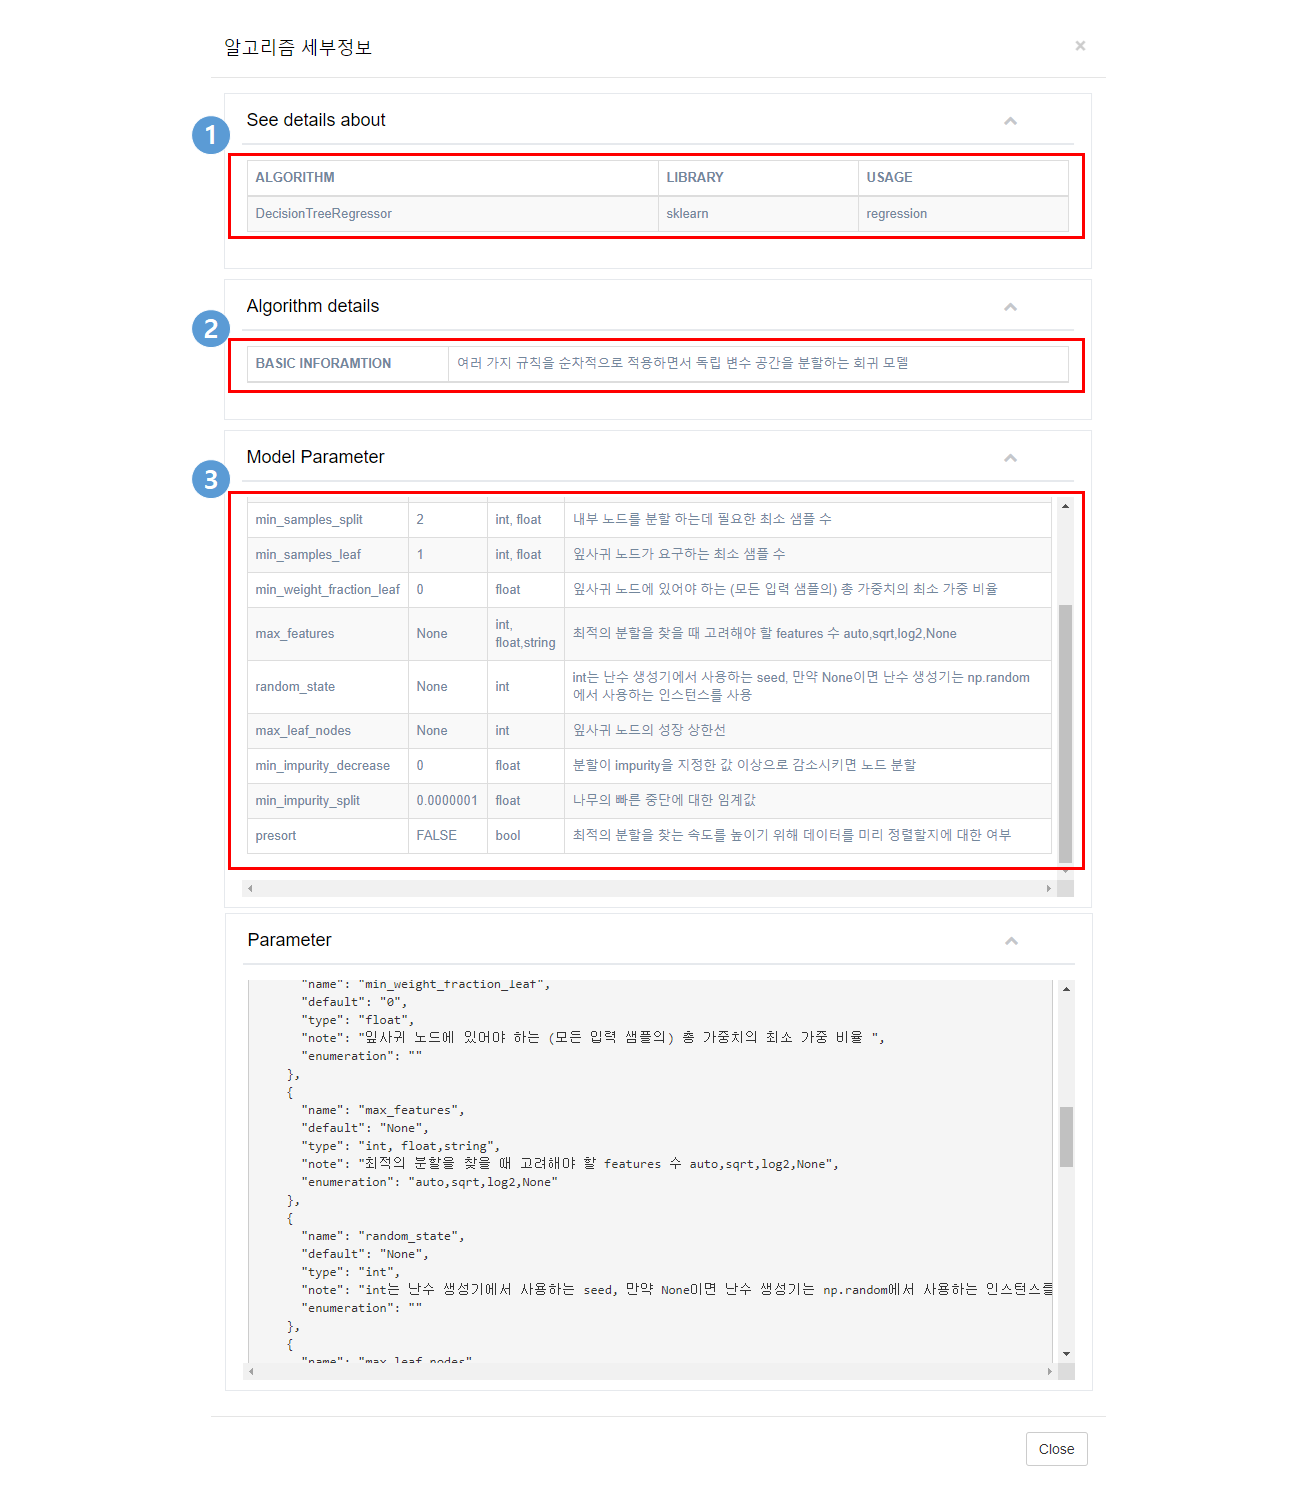 알고리즘 세부정보
×
1
See details about
ALGORITHM LIBRARY USAGE
DecisionTreeRegressor sklearn regression
2
Algorithm details
BASIC INFORAMTION 여러 가지 규칙을 순차적으로 적용하면서 독립 변수 공간을 분할하는 회귀 모델
3
Model Parameter
min_samples_split 2 int, float 내부 노드를 분할 하는데 필요한 최소 샘플 수
min_samples_leaf 1 int, float 잎사귀 노드가 요구하는 최소 샘플 수
min_weight_fraction_leaf 0 float 잎사귀 노드에 있어야 하는 (모든 입력 샘플의) 총 가중치의 최소 가중 비율
max_features None int, float,string 최적의 분할을 찾을 때 고려해야 할 features 수 auto,sqrt,log2,None
random_state None int int는 난수 생성기에서 사용하는 seed, 만약 None이면 난수 생성기는 np.random
에서 사용하는 인스턴스를 사용
max_leaf_nodes None int 잎사귀 노드의 성장 상한선
min_impurity_decrease 0 float 분할이 impurity을 지정한 값 이상으로 감소시키면 노드 분할
min_impurity_split 0.0000001 float 나무의 빠른 중단에 대한 임계값
presort FALSE bool 최적의 분할을 찾는 속도를 높이기 위해 데이터를 미리 정렬할지에 대한 여부
Parameter
"name": "min_weight_fraction_leaf",
"default": "0",
"type": "float",
"note": "잎사귀 노드에 있어야 하는 (모든 입력 샘플의) 총 가중치의 최소 가중 비율 ",
"enumeration": ""
},
{
"name": "max_features",
"default": "None",
"type": "int, float,string",
"note": "최적의 분할을 찾을 때 고려해야 할 features 수 auto,sqrt,log2,None",
"enumeration": "auto,sqrt,log2,None"
},
{
"name": "random_state",
"default": "None",
"type": "int",
"note": "int는 난수 생성기에서 사용하는 seed, 만약 None이면 난수 생성기는 np.random에서 사용하는 인스턴스를
"enumeration": ""
},
{
"name": "max_leaf_nodes"
Close